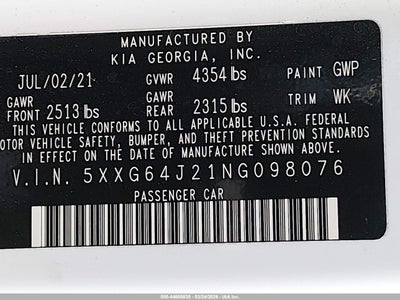 MANUFACTURED BY
KIA GEORGIA, INC.
JUL/02/21 GVWR 4354 lbs PAINT GWP
GAWR FRONT 2513 lbs GAWR REAR 2315 lbs TRIM WK
THIS VEHICLE CONFORMS TO ALL APPLICABLE U.S.A. FEDERAL
MOTOR VEHICLE SAFETY, BUMPER, AND THEFT PREVENTION STANDARDS
IN EFFECT ON THE DATE OF MANUFACTURE SHOWN ABOVE.
V.I.N. 5XXG64J21NG098076
PASSENGER CAR